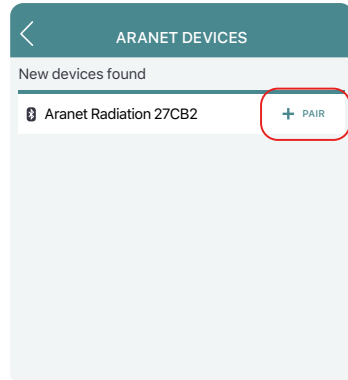 ARANET DEVICES
New devices found
Aranet Radiation 27CB2
+ PAIR